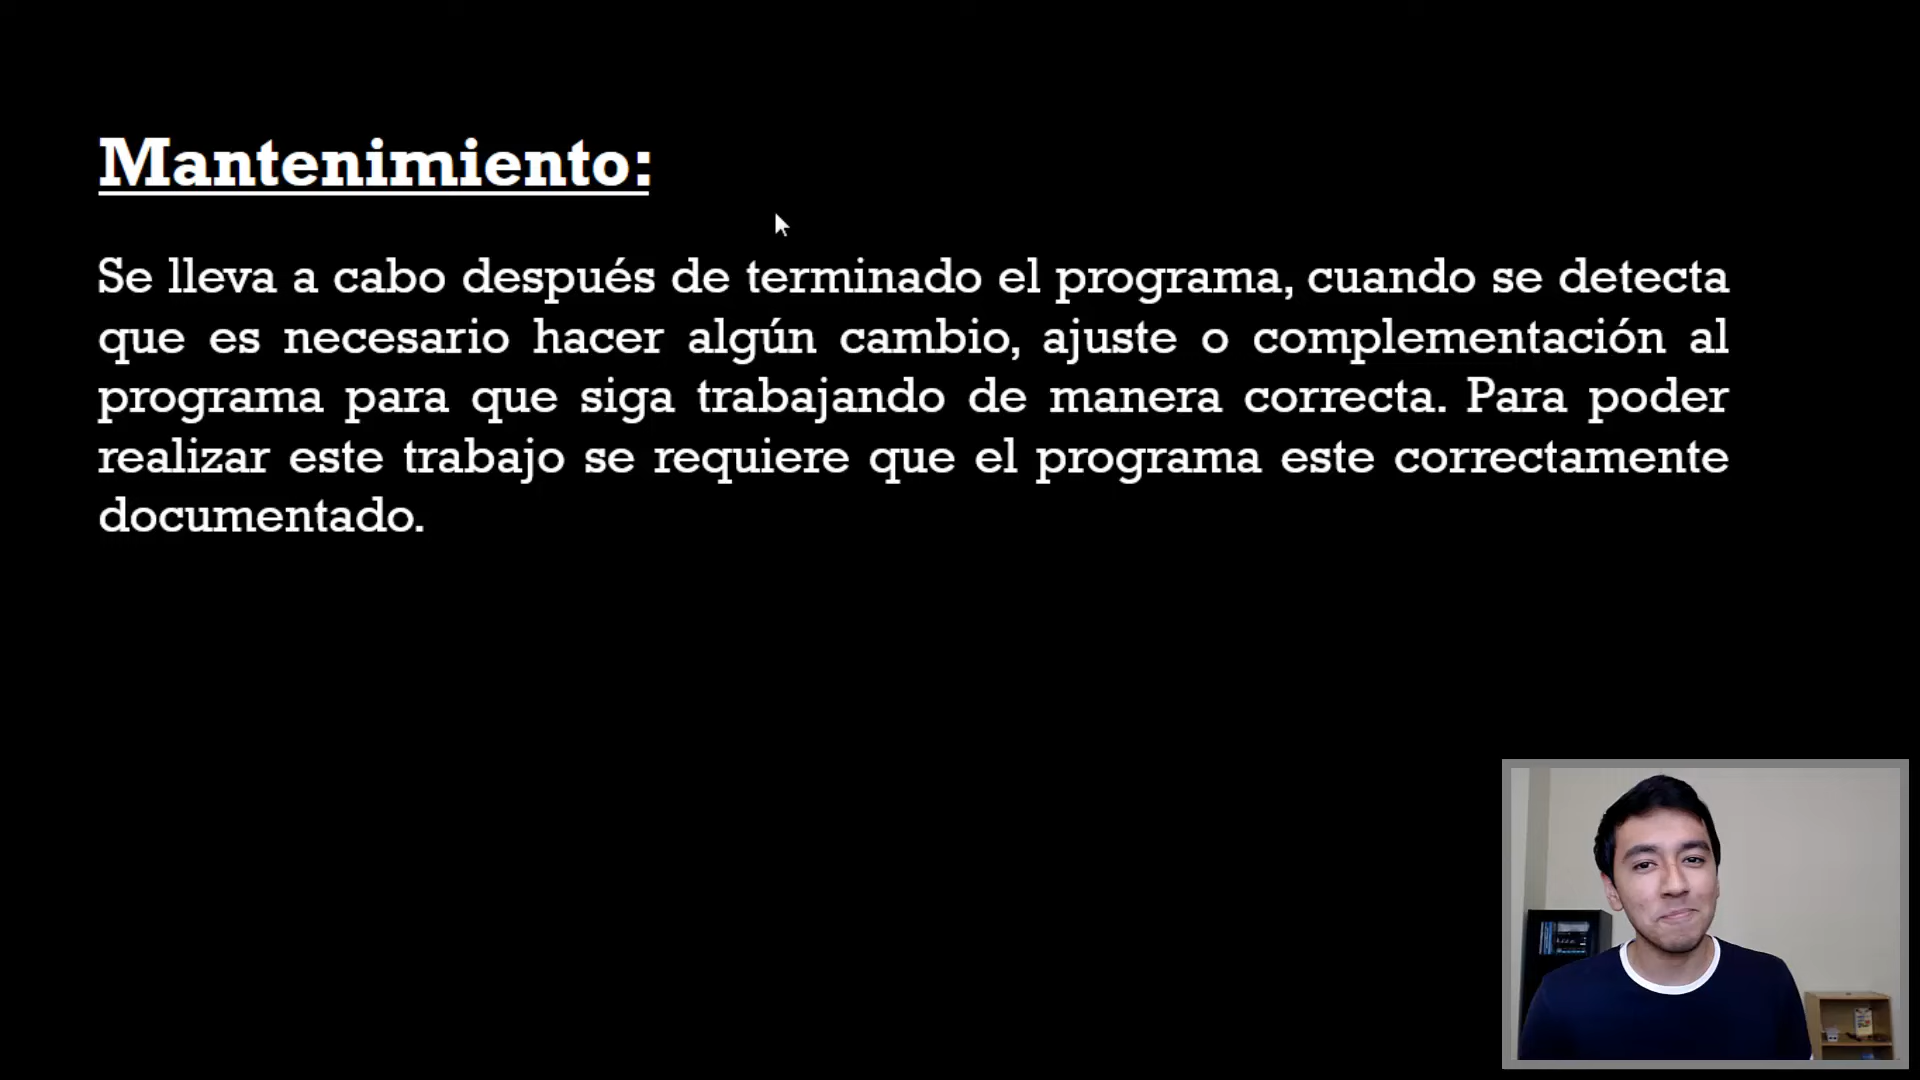 Mantenimiento:
Se lleva a cabo después de terminado el programa, cuando se detecta
que es necesario hacer algún cambio, ajuste o complementación al
programa para que siga trabajando de manera correcta. Para poder
realizar este trabajo se requiere que el programa este correctamente
documentado.